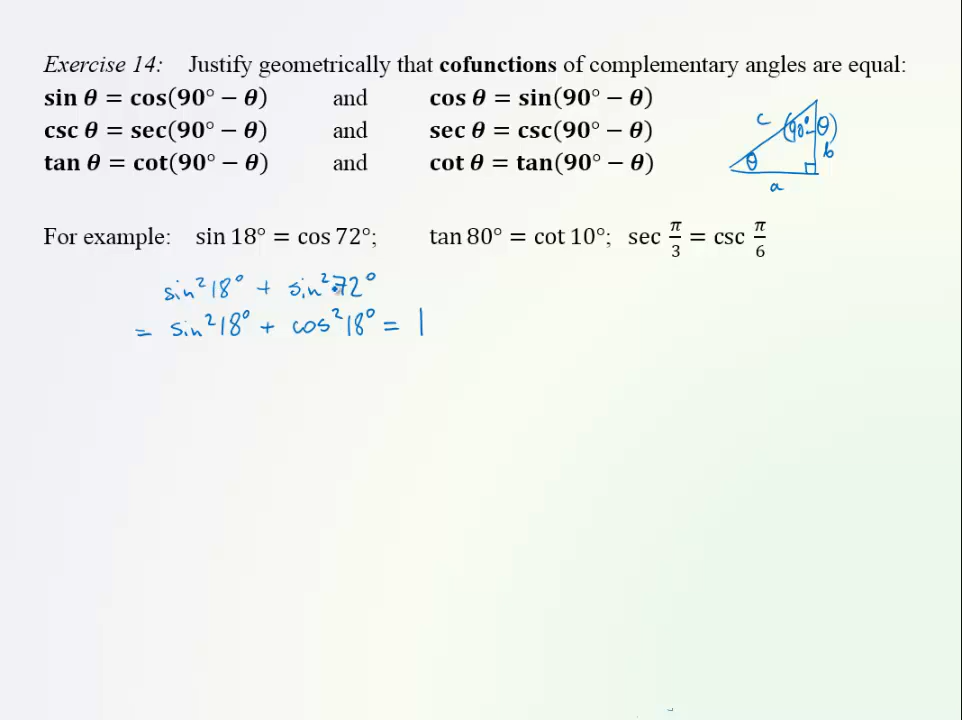 Exercise 14: Justify geometrically that cofunctions of complementary angles are equal:
sin θ = cos(90° − θ) and cos θ = sin(90° − θ)
csc θ = sec(90° − θ) and sec θ = csc(90° − θ)
tan θ = cot(90° − θ) and cot θ = tan(90° − θ)
c (90° − θ)
θ b
a
For example: sin 18° = cos 72°; tan 80° = cot 10°; sec π/3 = csc π/6
sin²18° + sin²72°
= sin²18° + cos²18° = 1